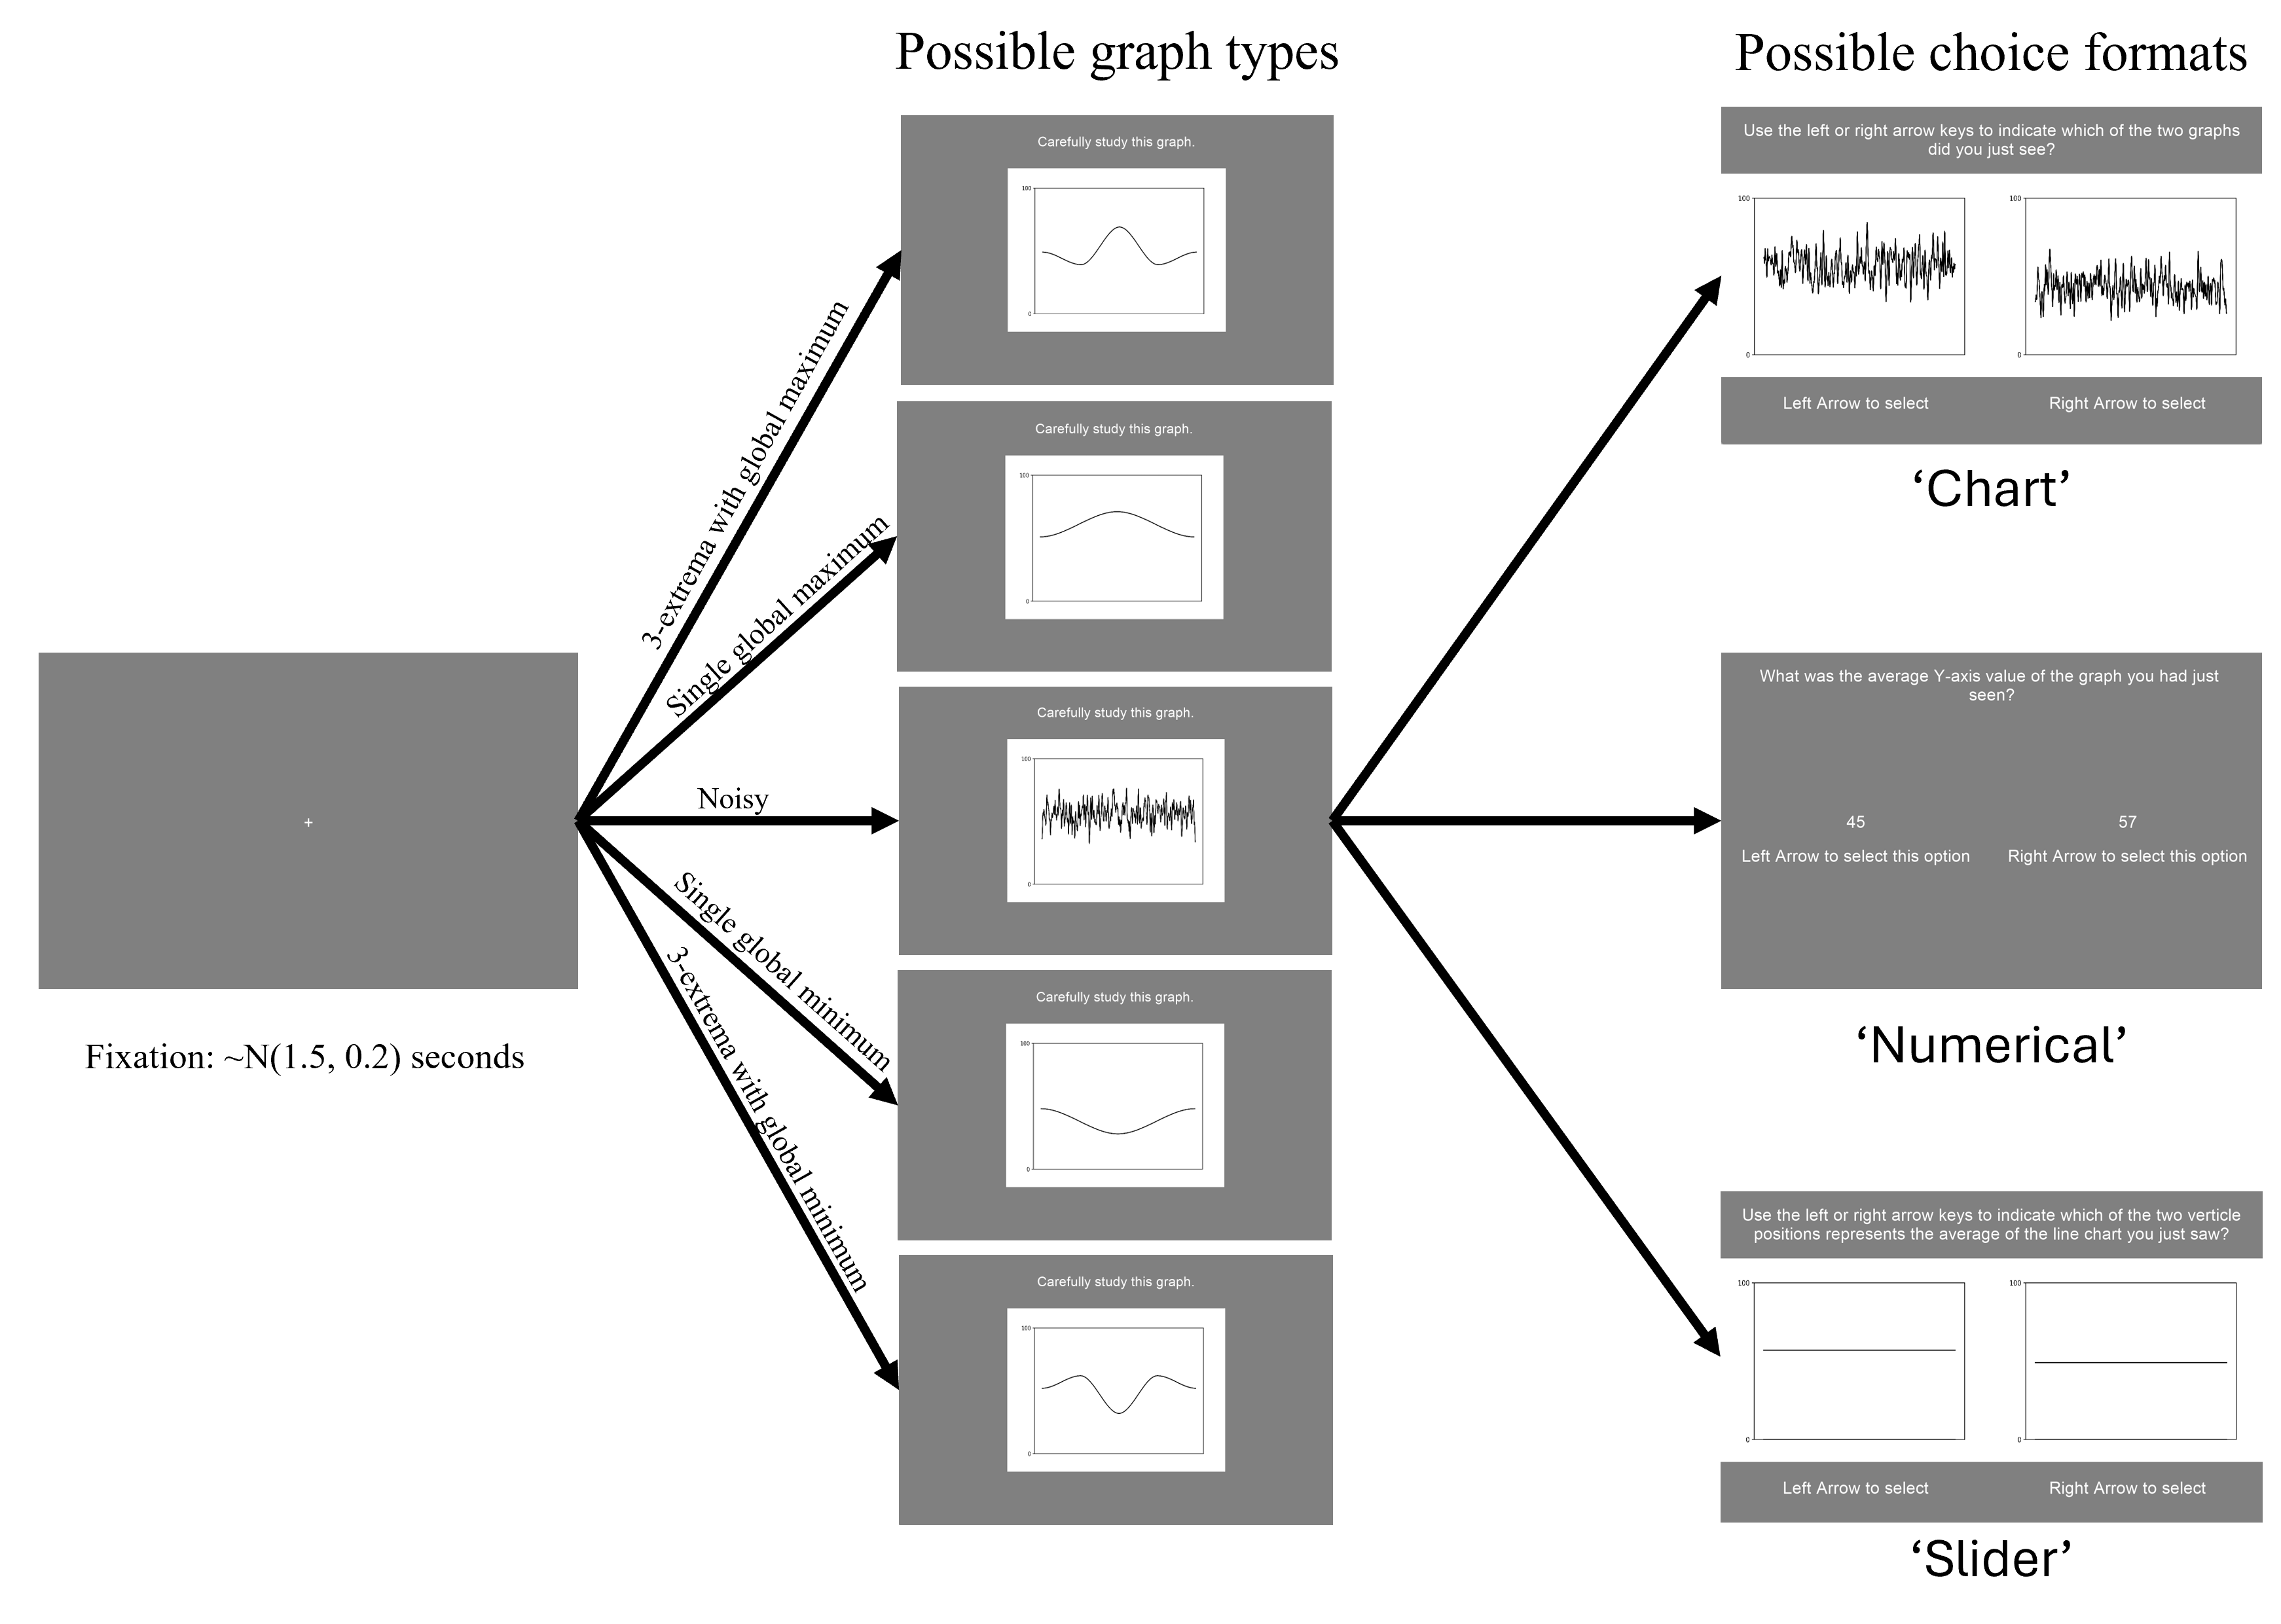 Possible graph types
Possible choice formats
Carefully study this graph.
100
0
3-extrema with global maximum
Carefully study this graph.
100
0
Single global maximum
Carefully study this graph.
100
0
Noisy
Carefully study this graph.
100
0
Single global minimum
Carefully study this graph.
100
0
3-extrema with global minimum
+
Fixation: ~N(1.5, 0.2) seconds
Use the left or right arrow keys to indicate which of the two graphs
did you just see?
100
0
100
0
Left Arrow to select
Right Arrow to select
‘Chart’
What was the average Y-axis value of the graph you had just
seen?
45
57
Left Arrow to select this option
Right Arrow to select this option
‘Numerical’
Use the left or right arrow keys to indicate which of the two verticle
positions represents the average of the line chart you just saw?
100
0
100
0
Left Arrow to select
Right Arrow to select
‘Slider’